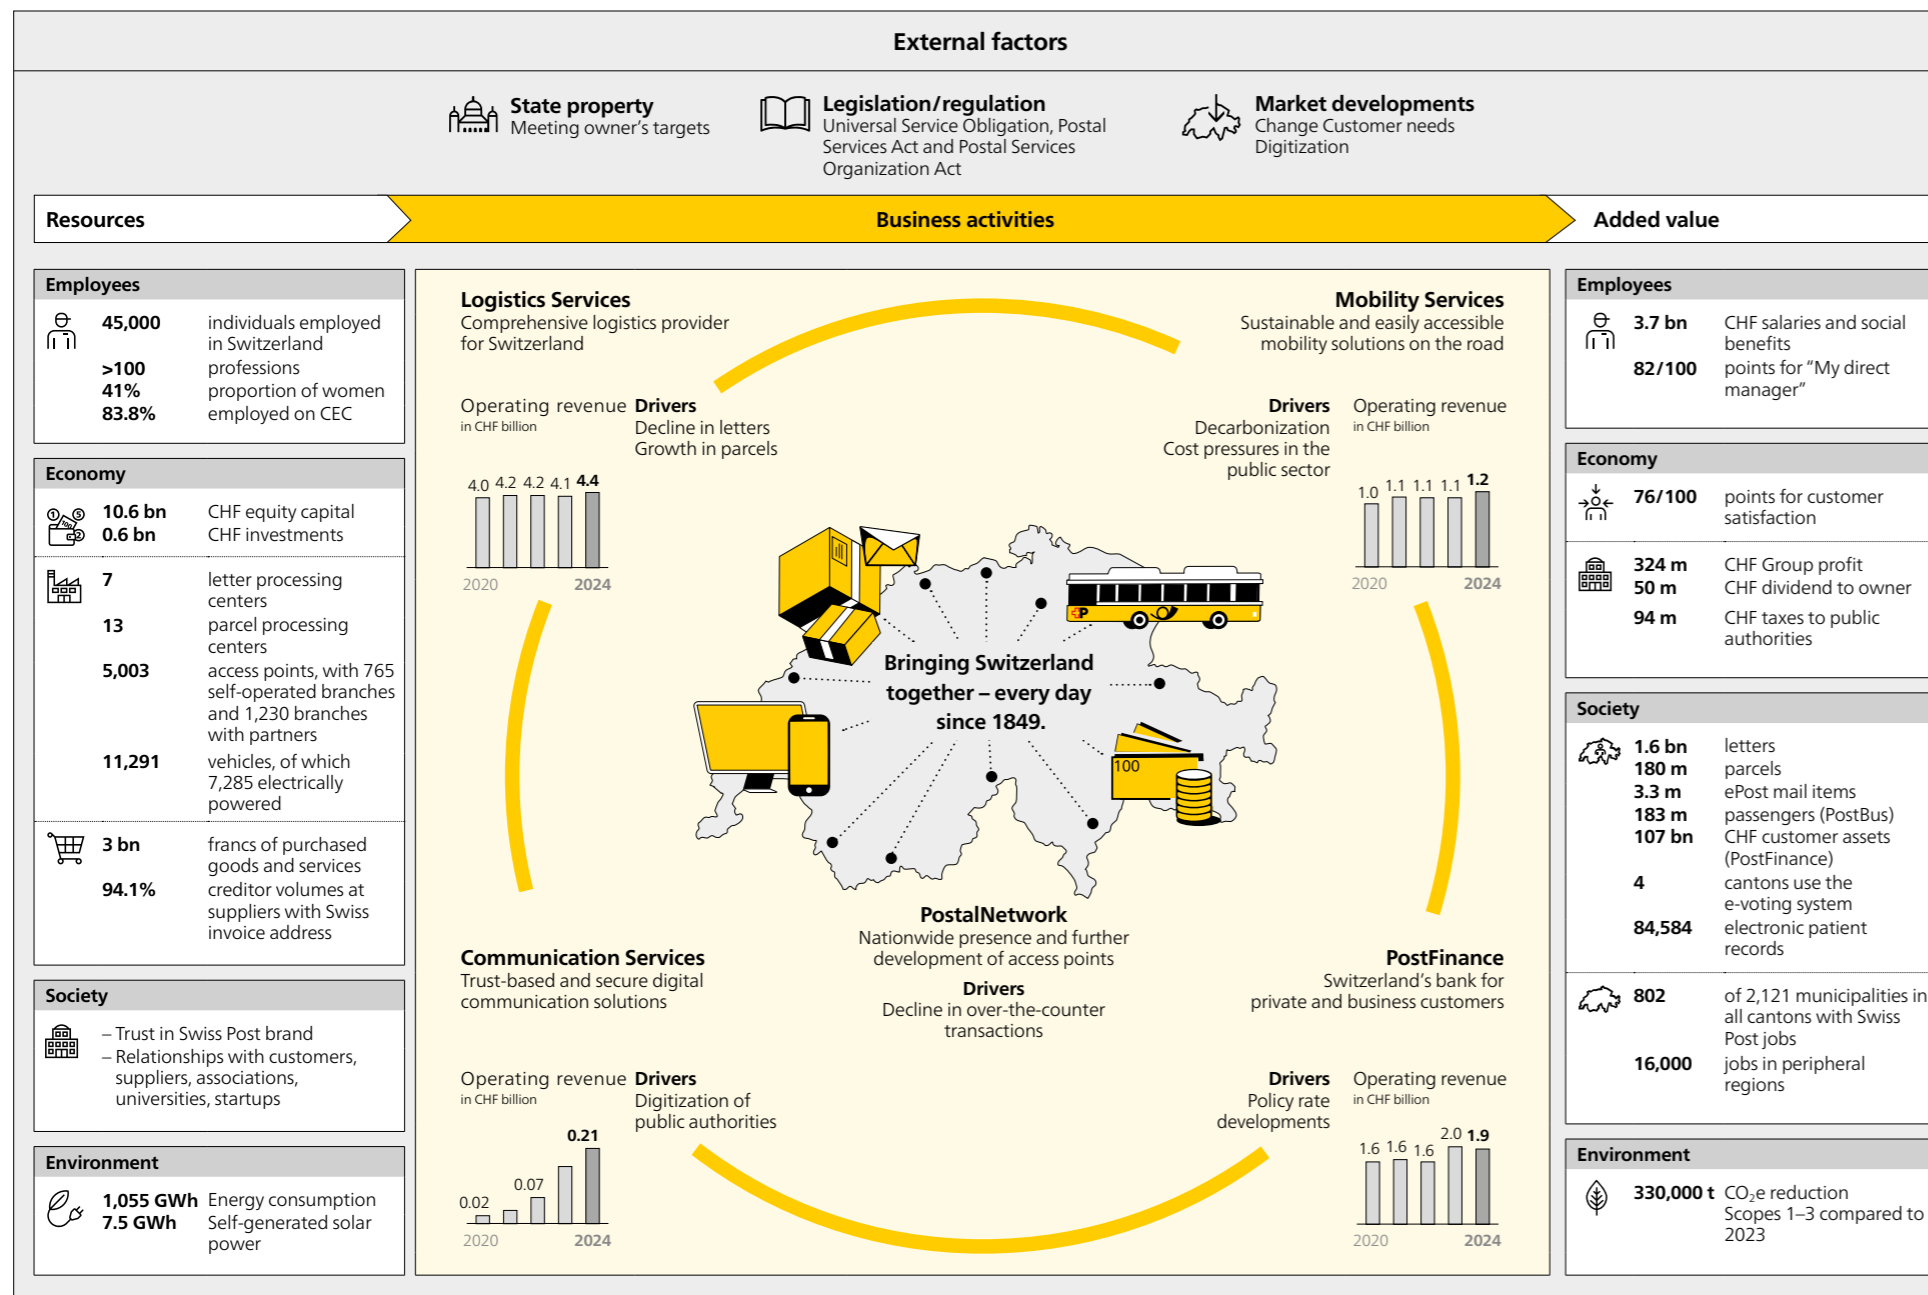 External factors
State property
Meeting owner's targets
Legislation/regulation
Universal Service Obligation, Postal
Services Act and Postal Services
Organization Act
Market developments
Change Customer needs
Digitization
Resources
Business activities
Added value
Employees
45,000 individuals employed
in Switzerland
>100 professions
41% proportion of women
83.8% employed on CEC
Economy
10.6 bn CHF equity capital
0.6 bn CHF investments
7 letter processing
centers
13 parcel processing
centers
5,003 access points, with 765
self-operated branches
and 1,230 branches
with partners
11,291 vehicles, of which
7,285 electrically
powered
3 bn francs of purchased
goods and services
94.1% creditor volumes at
suppliers with Swiss
invoice address
Society
– Trust in Swiss Post brand
– Relationships with customers,
suppliers, associations,
universities, startups
Environment
1,055 GWh Energy consumption
7.5 GWh Self-generated solar
power
Logistics Services
Comprehensive logistics provider
for Switzerland
Operating revenue
in CHF billion
Drivers
Decline in letters
Growth in parcels
4.0 4.2 4.2 4.1 4.4
2020 2024
Mobility Services
Sustainable and easily accessible
mobility solutions on the road
Drivers
Decarbonization
Cost pressures in the
public sector
Operating revenue
in CHF billion
1.0 1.1 1.1 1.1 1.2
2020 2024
P
Bringing Switzerland
together – every day
since 1849.
100
PostalNetwork
Nationwide presence and further
development of access points
Drivers
Decline in over-the-counter
transactions
Communication Services
Trust-based and secure digital
communication solutions
Operating revenue
in CHF billion
Drivers
Digitization of
public authorities
0.02 0.07 0.21
2020 2024
PostFinance
Switzerland's bank for
private and business customers
Drivers
Policy rate
developments
Operating revenue
in CHF billion
1.6 1.6 1.6 2.0 1.9
2020 2024
Employees
3.7 bn CHF salaries and social
benefits
82/100 points for "My direct
manager"
Economy
76/100 points for customer
satisfaction
324 m CHF Group profit
50 m CHF dividend to owner
94 m CHF taxes to public
authorities
Society
1.6 bn letters
180 m parcels
3.3 m ePost mail items
183 m passengers (PostBus)
107 bn CHF customer assets
(PostFinance)
4 cantons use the
e-voting system
84,584 electronic patient
records
802 of 2,121 municipalities in
all cantons with Swiss
Post jobs
16,000 jobs in peripheral
regions
Environment
330,000 t CO₂e reduction
Scopes 1–3 compared to
2023